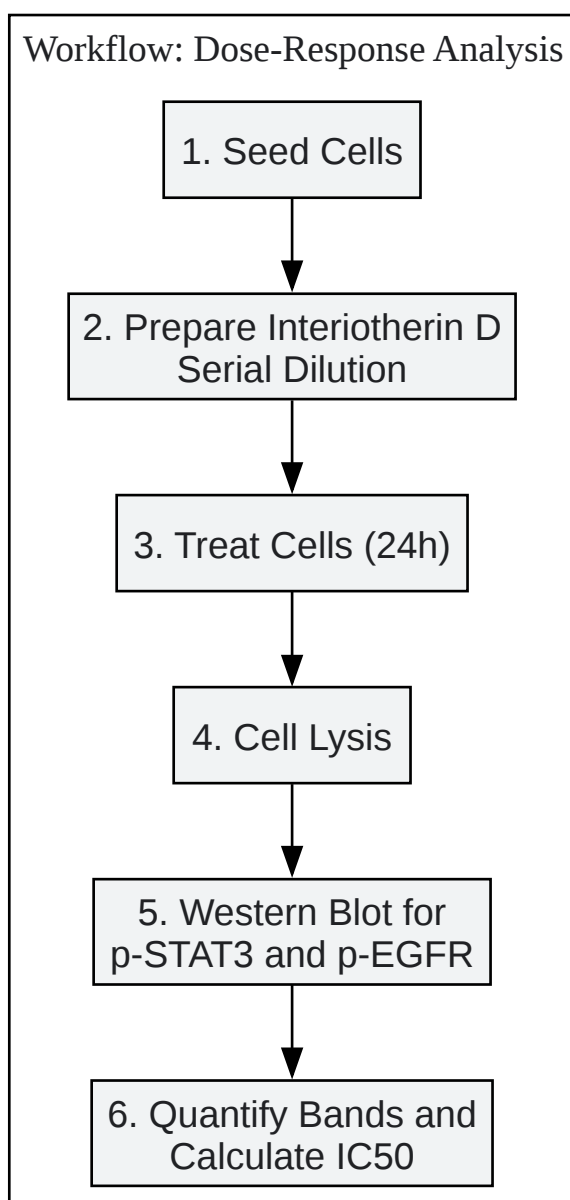 Workflow: Dose-Response Analysis
1. Seed Cells
2. Prepare Interiotherin D
Serial Dilution
3. Treat Cells (24h)
4. Cell Lysis
5. Western Blot for
p-STAT3 and p-EGFR
6. Quantify Bands and
Calculate IC50